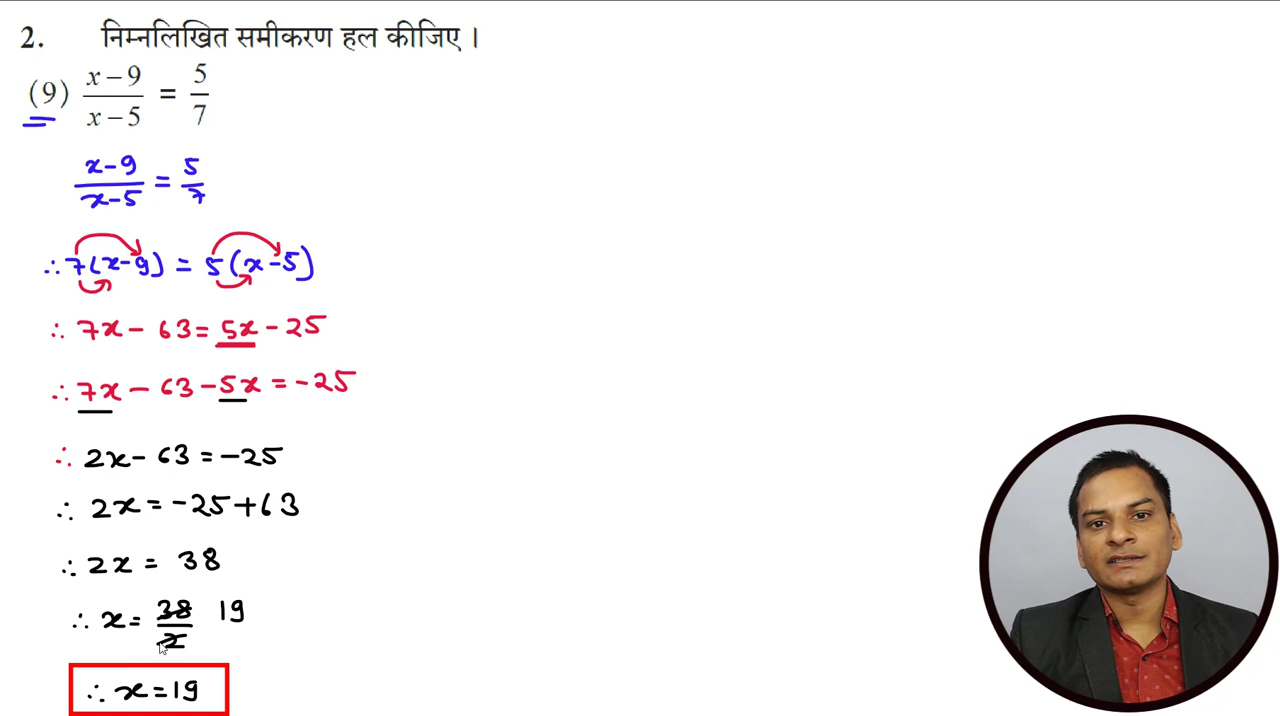 2. निम्नलिखित समीकरण हल कीजिए ।
(9) (x – 9)/(x – 5) = 5/7
(x-9)/(x-5) = 5/7
∴ 7(x-9) = 5(x-5)
∴ 7x - 63 = 5x - 25
∴ 7x - 63 - 5x = -25
∴ 2x - 63 = -25
∴ 2x = -25 + 63
∴ 2x = 38
∴ x = 38/2 19
∴ x = 19